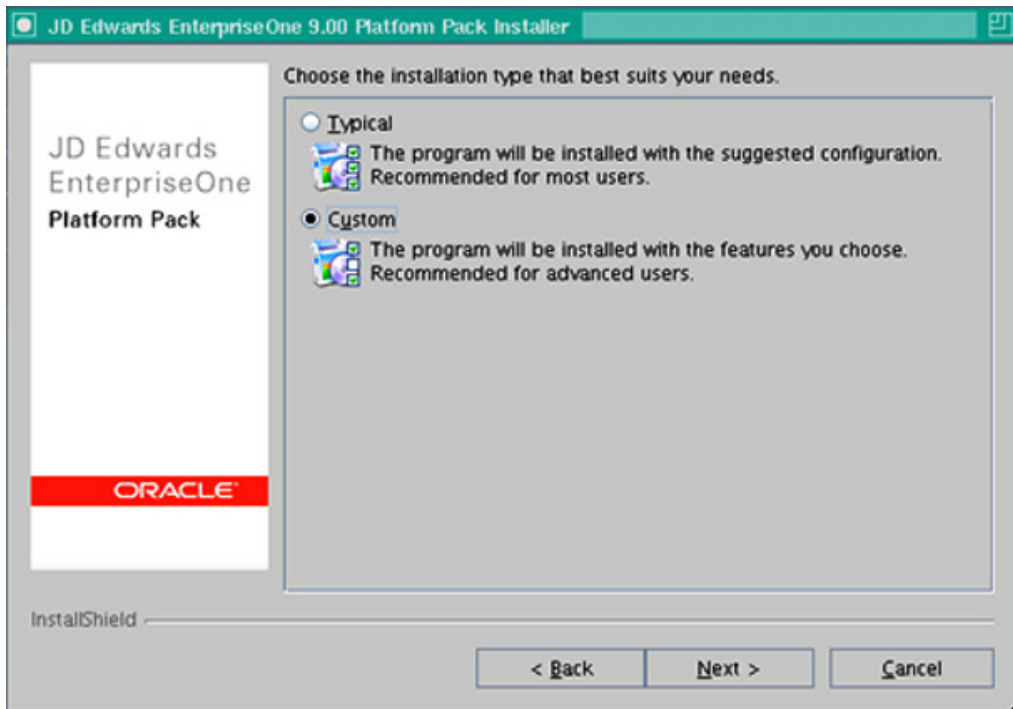 JD Edwards EnterpriseOne 9.00 Platform Pack Installer
JD Edwards
EnterpriseOne
Platform Pack
ORACLE
Choose the installation type that best suits your needs.
Typical
The program will be installed with the suggested configuration.
Recommended for most users.
Custom
The program will be installed with the features you choose.
Recommended for advanced users.
InstallShield
< Back
Next >
Cancel